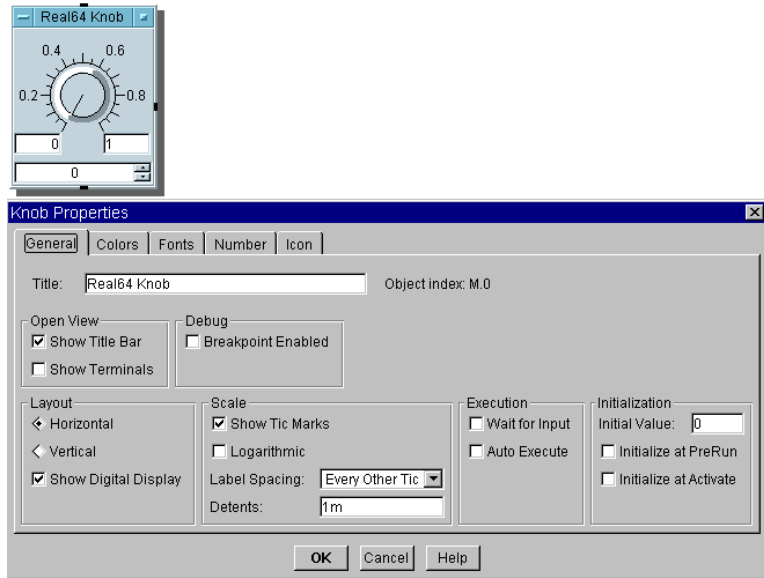 Real64 Knob
0.4 0.6
0.2 0.8
0 1
0
Knob Properties
General Colors Fonts Number Icon
Title: Real64 Knob Object index: M.0
Open View Debug
Show Title Bar Breakpoint Enabled
Show Terminals
Layout Scale Execution Initialization
Horizontal Show Tic Marks Wait for Input Initial Value: 0
Vertical Logarithmic Auto Execute Initialize at PreRun
Show Digital Display Label Spacing: Every Other Tic Initialize at Activate
Detents: 1m
OK Cancel Help